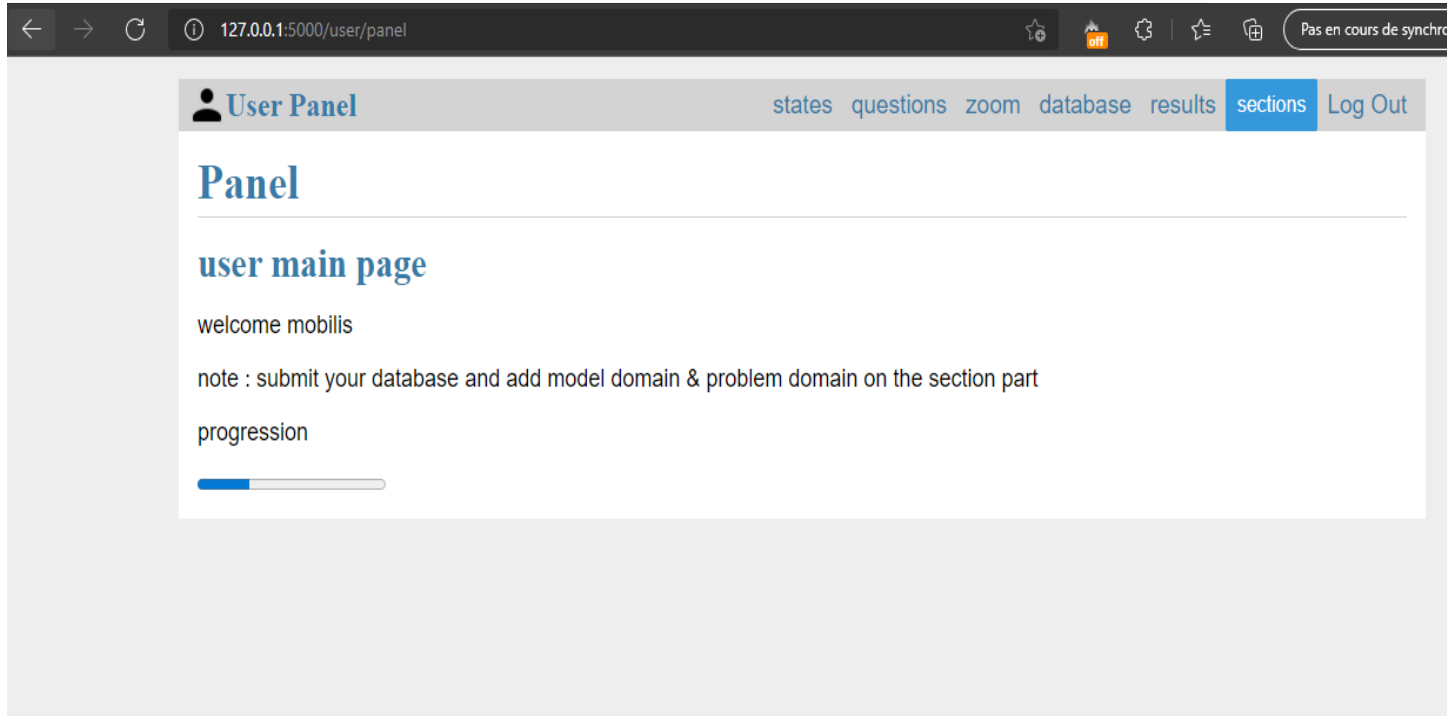 127.0.0.1:5000/user/panel
off
Pas en cours de synchro
User Panel
states questions zoom database results sections Log Out
Panel
user main page
welcome mobilis
note : submit your database and add model domain & problem domain on the section part
progression